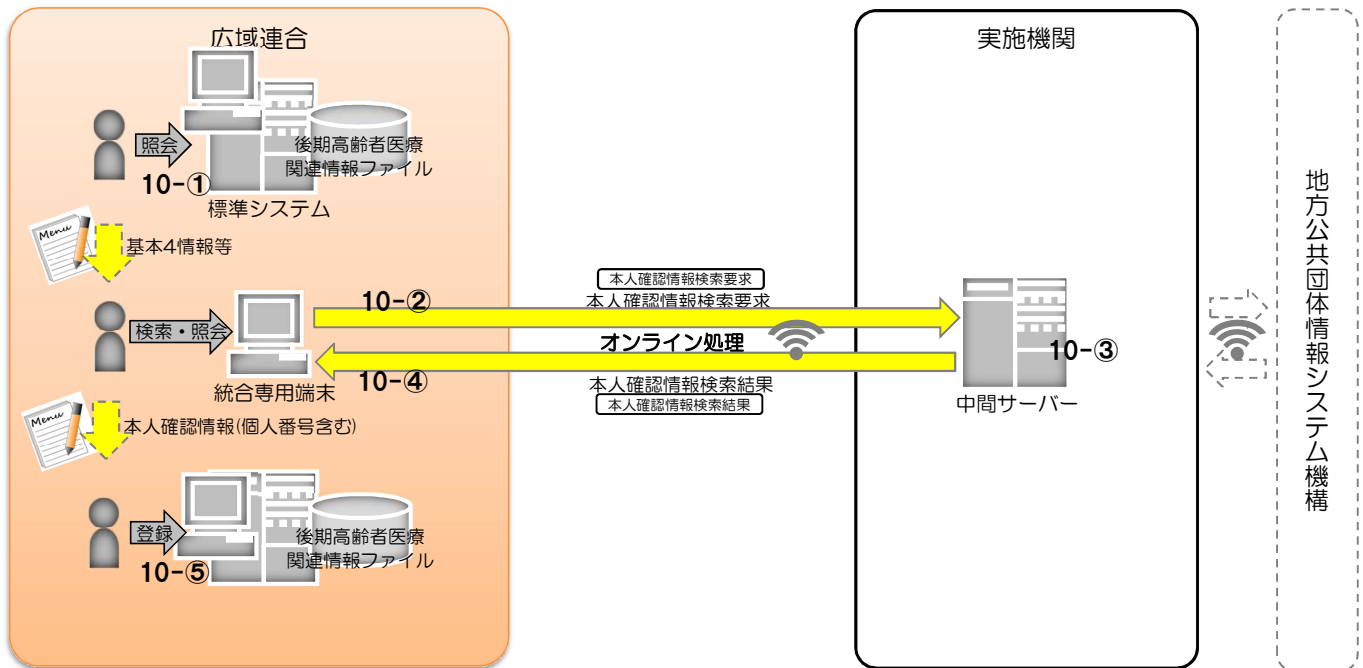 広域連合
照会
10-①
後期高齢者医療
関連情報ファイル
標準システム
Menu
基本4情報等
検索・照会
統合専用端末
10-②
本人確認情報検索要求
本人確認情報検索要求
オンライン処理
10-④
本人確認情報検索結果
本人確認情報検索結果
Menu
本人確認情報(個人番号含む)
登録
10-⑤
後期高齢者医療
関連情報ファイル
実施機関
10-③
中間サーバー
地方公共団体情報システム機構